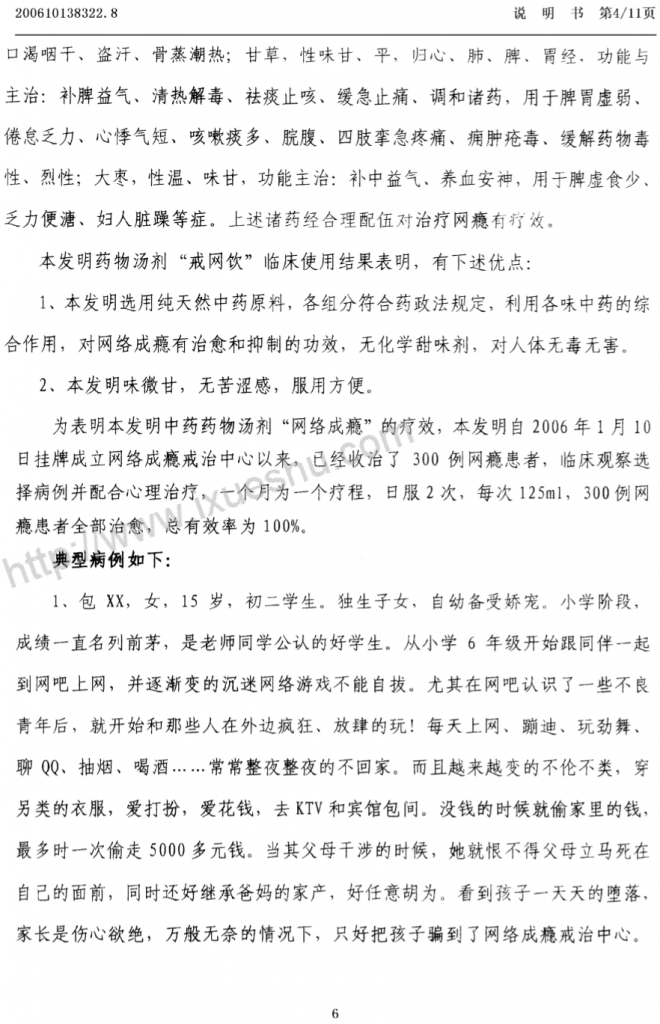 200610138322.8 说 明 书 第4/11页
口渴咽干、盗汗、骨蒸潮热；甘草，性味甘、平，归心、肺、脾、胃经，功能与
主治：补脾益气、清热解毒、祛痰止咳、缓急止痛、调和诸药，用于脾胃虚弱、
倦怠乏力、心悸气短、咳嗽痰多、脘腹、四肢挛急疼痛、痈肿疮毒、缓解药物毒
性、烈性；大枣，性温、味甘，功能主治：补中益气、养血安神，用于脾虚食少、
乏力便溏、妇人脏躁等症。上述诸药经合理配伍对治疗网瘾有疗效。
本发明药物汤剂“戒网饮”临床使用结果表明，有下述优点：
1、本发明选用纯天然中药原料，各组分符合药政法规定，利用各味中药的综
合作用，对网络成瘾有治愈和抑制的功效，无化学甜味剂，对人体无毒无害。
2、本发明味微甘，无苦涩感，服用方便。
为表明本发明中药药物汤剂“网络成瘾”的疗效，本发明自 2006 年 1 月 10
日挂牌成立网络成瘾戒治中心以来，已经收治了 300 例网瘾患者，临床观察选
择病例并配合心理治疗，一个月为一个疗程，日服 2 次，每次 125ml，300 例网
瘾患者全部治愈，总有效率为 100%。
http://www.ixueshu.com
典型病例如下：
1、包 XX，女，15 岁，初二学生。独生子女，自幼备受娇宠。小学阶段，
成绩一直名列前茅，是老师同学公认的好学生。从小学 6 年级开始跟同伴一起
到网吧上网，并逐渐变的沉迷网络游戏不能自拔。尤其在网吧认识了一些不良
青年后，就开始和那些人在外边疯狂、放肆的玩！每天上网、蹦迪、玩劲舞、
聊 QQ、抽烟、喝酒……常常整夜整夜的不回家。而且越来越变的不伦不类，穿
另类的衣服，爱打扮，爱花钱，去 KTV 和宾馆包间。没钱的时候就偷家里的钱，
最多时一次偷走 5000 多元钱。当其父母干涉的时候，她就恨不得父母立马死在
自己的面前，同时还好继承爸妈的家产，好任意胡为。看到孩子一天天的堕落，
家长是伤心欲绝，万般无奈的情况下，只好把孩子骗到了网络成瘾戒治中心。
6